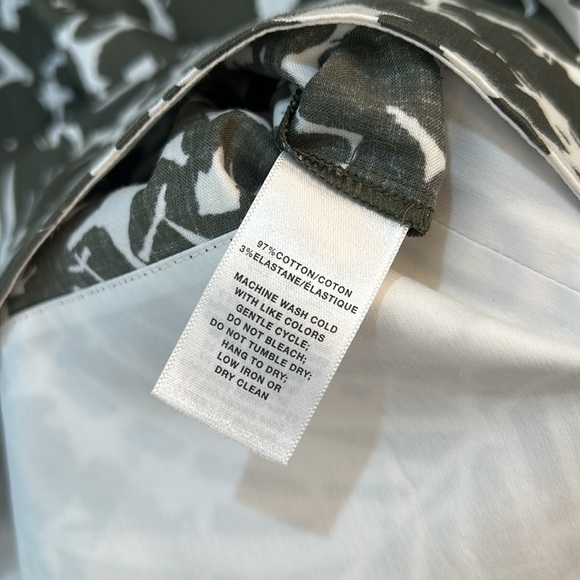 97%COTTON/COTON
3%ELASTANE/ÉLASTIQUE
MACHINE WASH COLD
WITH LIKE COLORS
GENTLE CYCLE;
DO NOT BLEACH;
DO NOT TUMBLE DRY;
HANG TO DRY;
LOW IRON OR
DRY CLEAN